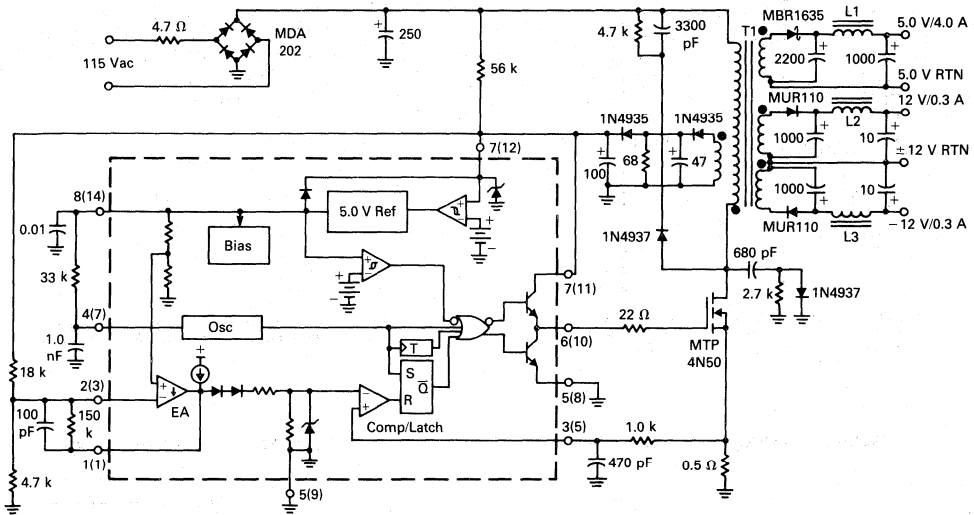 4.7 Ω
MDA
202
115 Vac
+
250
4.7 k
3300
pF
56 k
T1
MBR1635
L1
5.0 V/4.0 A
+
2200
+
1000
5.0 V RTN
MUR110
12 V/0.3 A
L2
+
1000
+
10
±12 V RTN
1000
+
10
+
MUR110
L3
−12 V/0.3 A
1N4935
1N4935
+
100
68
+
47
7(12)
8(14)
0.01
5.0 V Ref
+
−
+
−
Bias
33 k
+
−
+
−
1N4937
680 pF
2.7 k
1N4937
7(11)
4(7)
Osc
1.0
nF
T
S
Q̄
R
22 Ω
6(10)
MTP
4N50
18 k
+
2(3)
+
−
EA
−
+
Comp/Latch
5(8)
100
pF
150
k
1(1)
3(5)
1.0 k
470 pF
0.5 Ω
4.7 k
5(9)